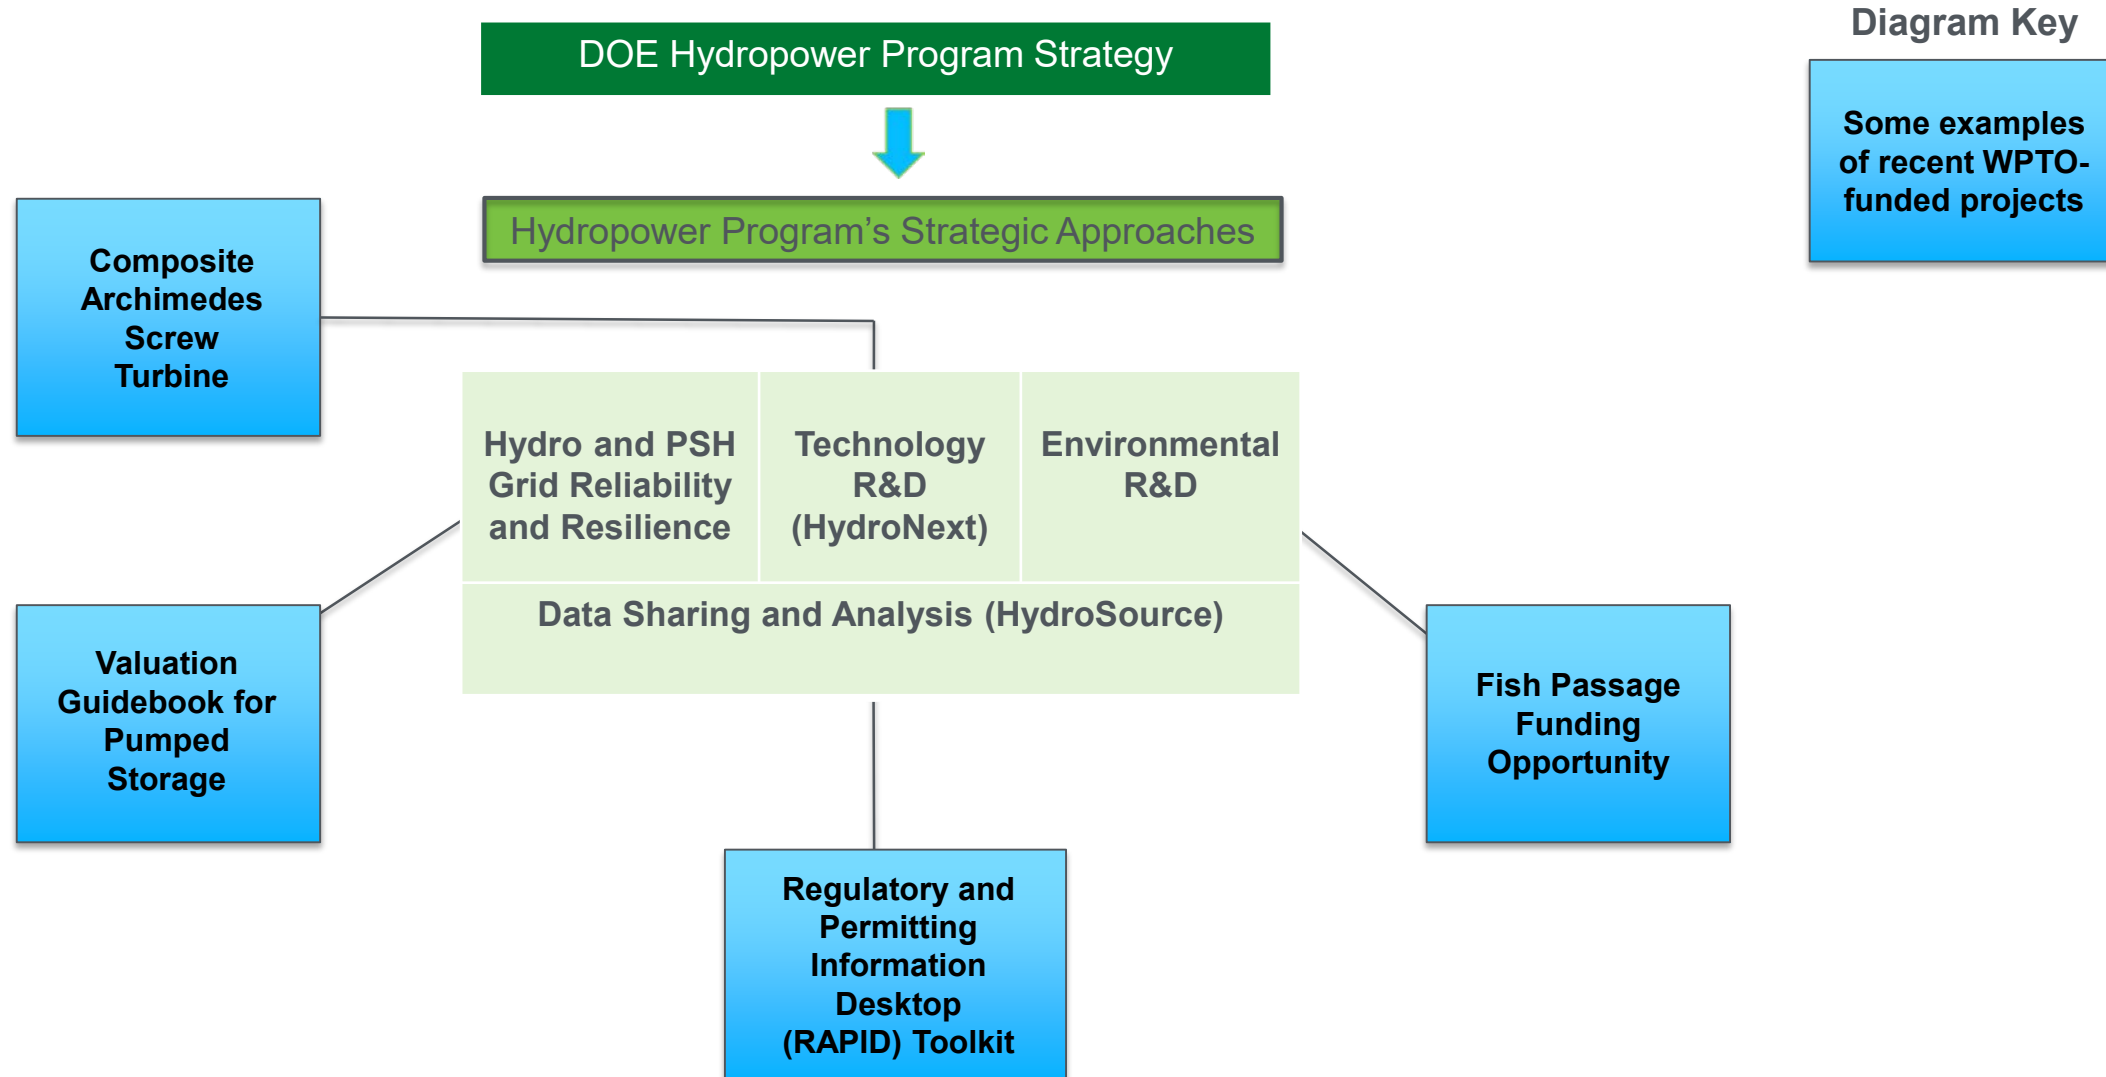 DOE Hydropower Program Strategy
Diagram Key
Some examples
of recent WPTO-
funded projects
Hydropower Program’s Strategic Approaches
Composite
Archimedes
Screw
Turbine
Hydro and PSH
Grid Reliability
and Resilience
Technology
R&D
(HydroNext)
Environmental
R&D
Data Sharing and Analysis (HydroSource)
Valuation
Guidebook for
Pumped
Storage
Fish Passage
Funding
Opportunity
Regulatory and
Permitting
Information
Desktop
(RAPID) Toolkit